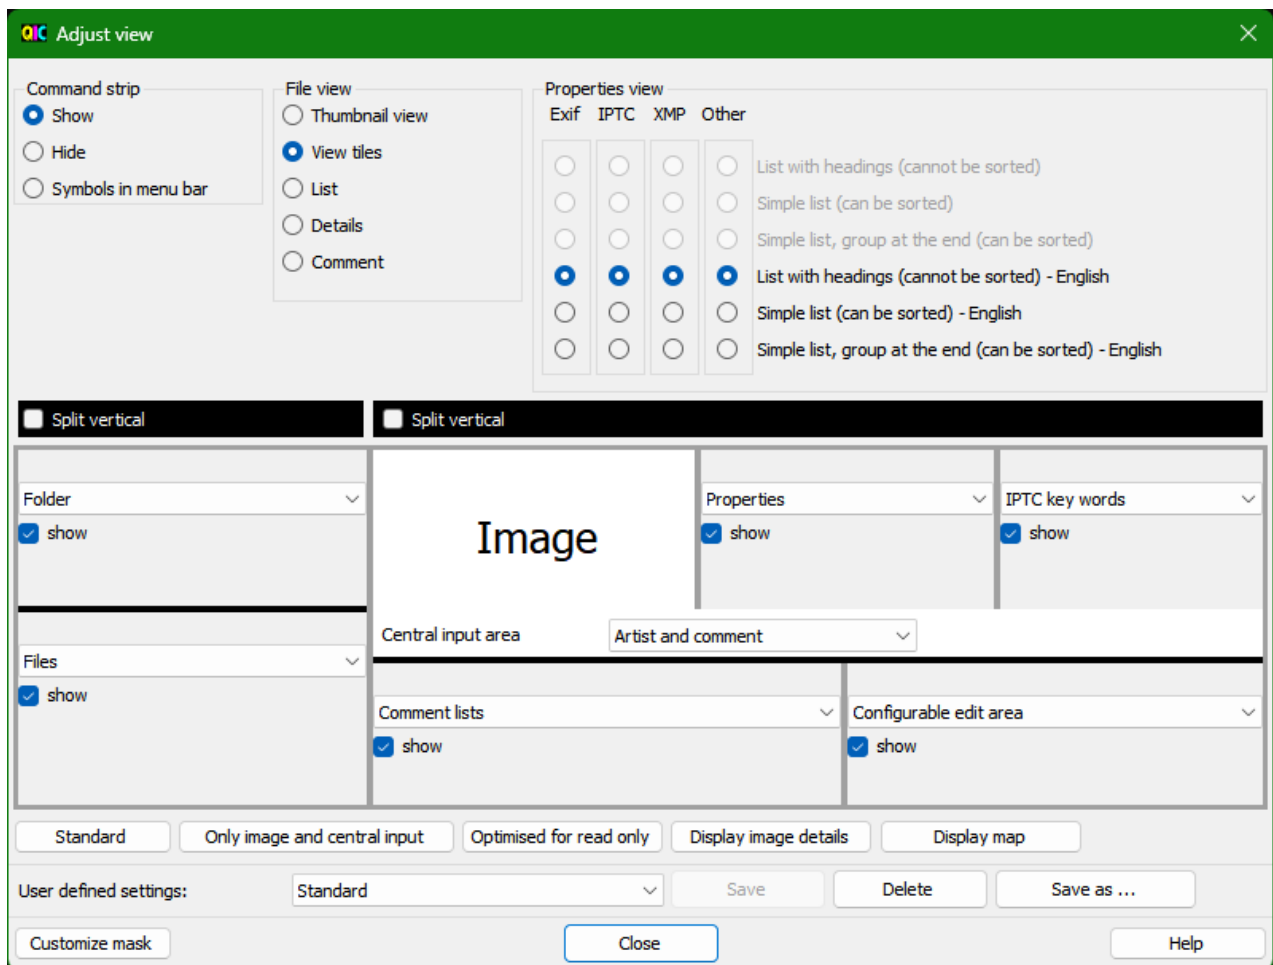 QIC Adjust view
Command strip
Show
Hide
Symbols in menu bar
File view
Thumbnail view
View tiles
List
Details
Comment
Properties view
Exif IPTC XMP Other
List with headings (cannot be sorted)
Simple list (can be sorted)
Simple list, group at the end (can be sorted)
List with headings (cannot be sorted) - English
Simple list (can be sorted) - English
Simple list, group at the end (can be sorted) - English
Split vertical
Split vertical
Folder
show
Image
Properties
show
IPTC key words
show
Central input area
Artist and comment
Files
show
Comment lists
show
Configurable edit area
show
Standard
Only image and central input
Optimised for read only
Display image details
Display map
User defined settings:
Standard
Save
Delete
Save as ...
Customize mask
Close
Help